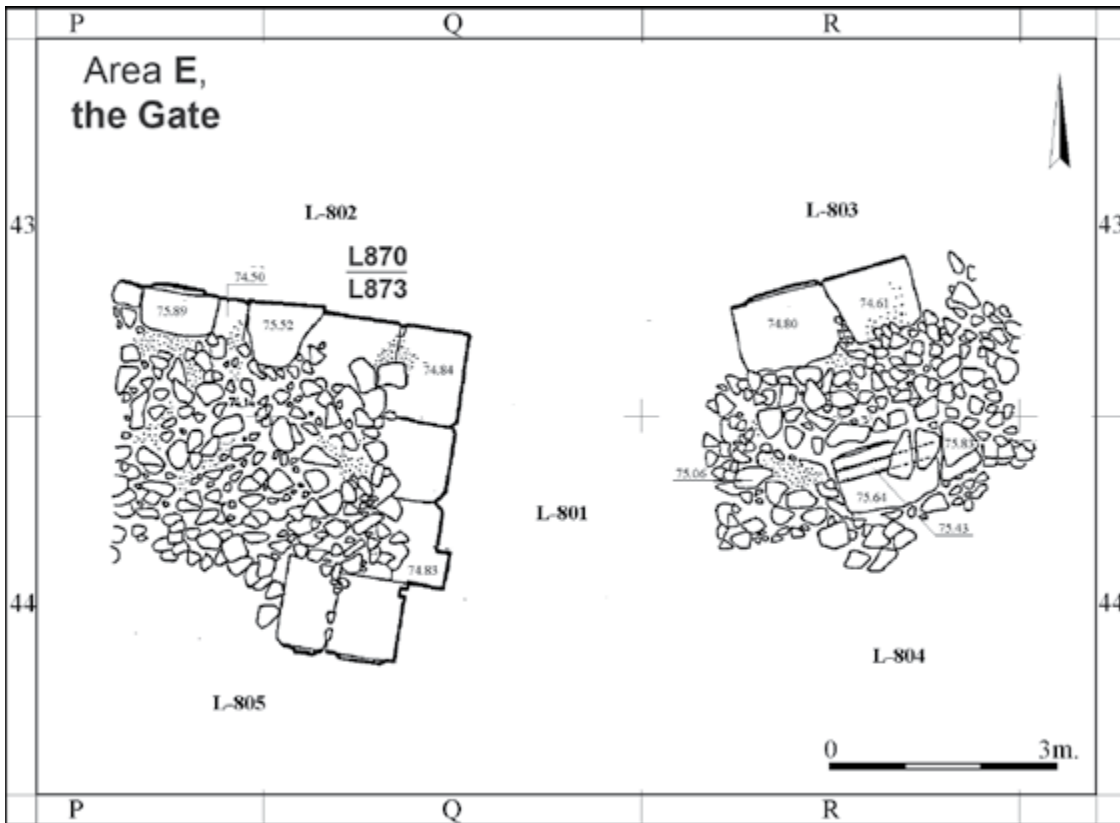 P Q R
Area E,
the Gate
43 L-802 L-803 43
L870
L873
74.50
75.89 75.52 74.61
74.80
74.84
75.83
75.06
75.64
L-801 75.43
74.83
44 44
L-804
L-805
0 3m.
P Q R